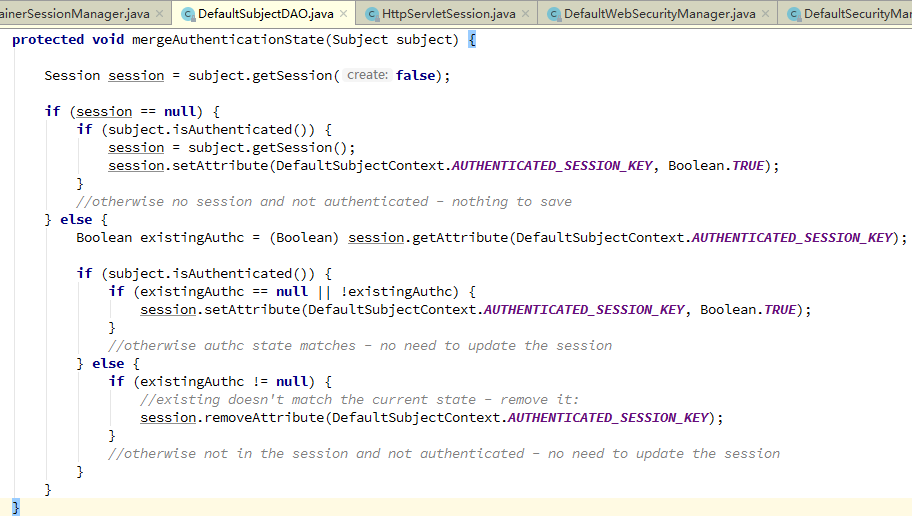 ainerSessionManager.java × DefaultSubjectDAO.java × HttpServletSession.java × DefaultWebSecurityManager.java × DefaultSecurityMar
protected void mergeAuthenticationState(Subject subject) {
Session session = subject.getSession( create: false);
if (session == null) {
if (subject.isAuthenticated()) {
session = subject.getSession();
session.setAttribute(DefaultSubjectContext.AUTHENTICATED_SESSION_KEY, Boolean.TRUE);
}
//otherwise no session and not authenticated - nothing to save
} else {
Boolean existingAuthc = (Boolean) session.getAttribute(DefaultSubjectContext.AUTHENTICATED_SESSION_KEY);
if (subject.isAuthenticated()) {
if (existingAuthc == null || !existingAuthc) {
session.setAttribute(DefaultSubjectContext.AUTHENTICATED_SESSION_KEY, Boolean.TRUE);
}
//otherwise authc state matches - no need to update the session
} else {
if (existingAuthc != null) {
//existing doesn't match the current state - remove it:
session.removeAttribute(DefaultSubjectContext.AUTHENTICATED_SESSION_KEY);
}
//otherwise not in the session and not authenticated - no need to update the session
}
}
}